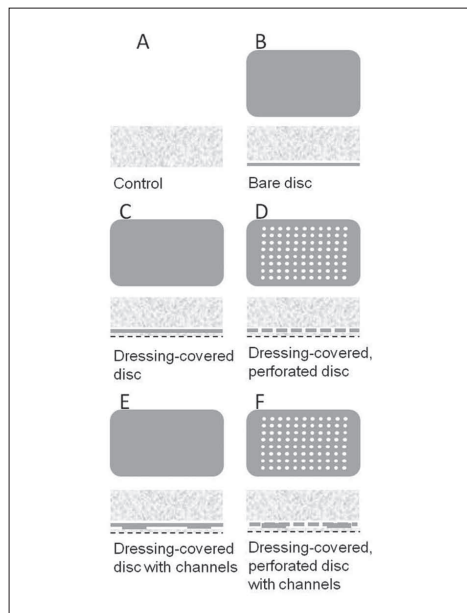 A
B
Control
Bare disc
C
D
Dressing-covered
disc
Dressing-covered,
perforated disc
E
F
Dressing-covered
disc with channels
Dressing-covered,
perforated disc
with channels